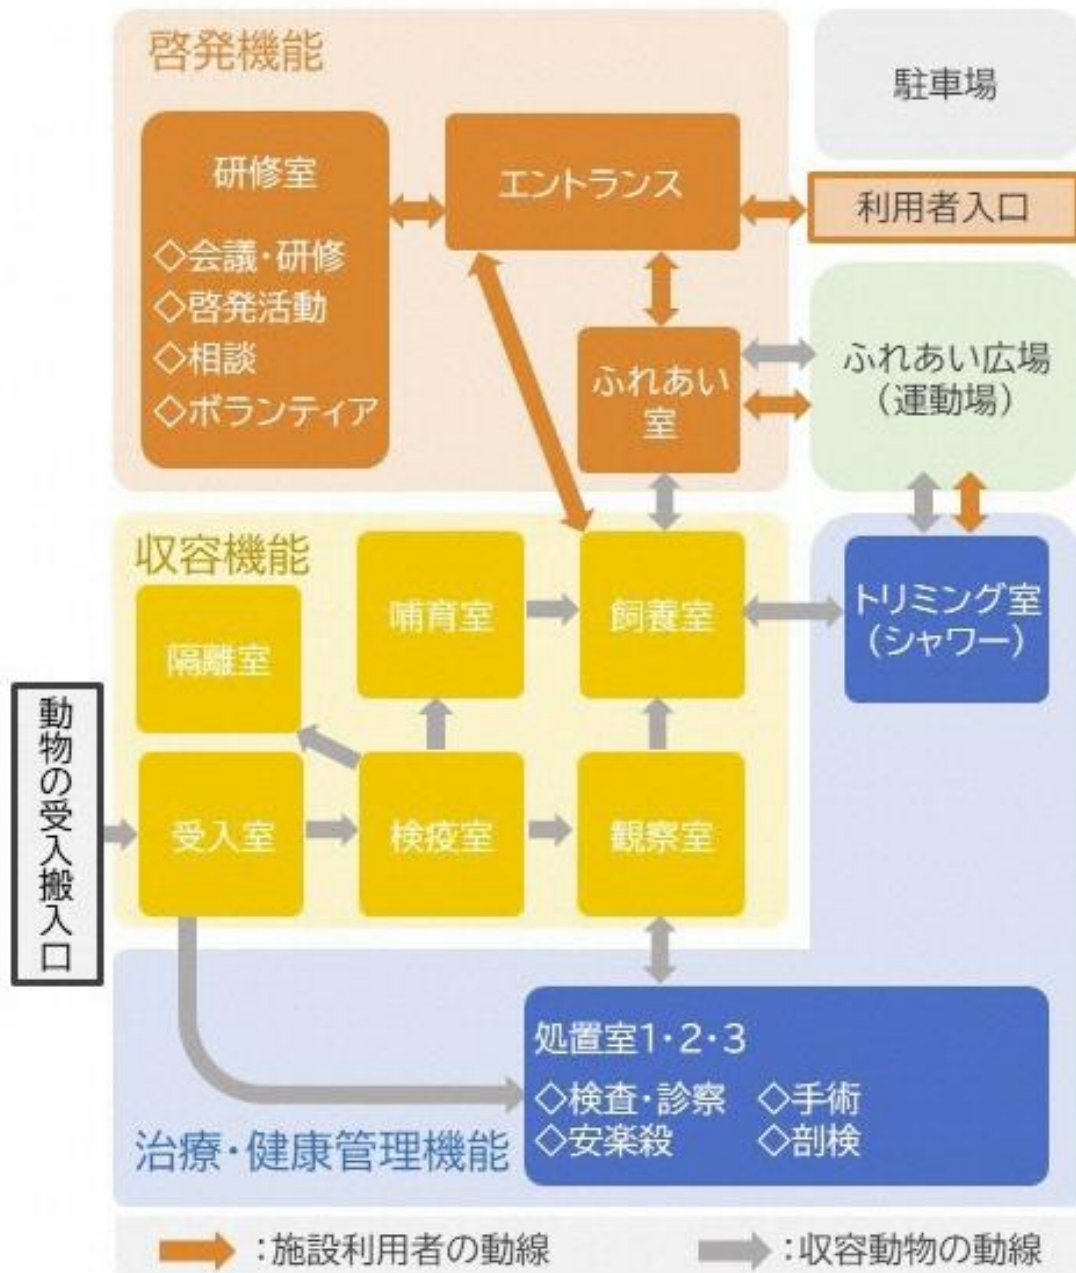 啓発機能
駐車場
研修室
◇会議・研修
◇啓発活動
◇相談
◇ボランティア
エントランス
利用者入口
ふれあい
室
ふれあい広場
（運動場）
収容機能
隔離室
哺育室
飼養室
トリミング室
(シャワー)
動物の受入搬入口
受入室
検疫室
観察室
処置室1・2・3
◇検査・診察 ◇手術
◇安楽殺 ◇剖検
治療・健康管理機能
：施設利用者の動線 ：収容動物の動線